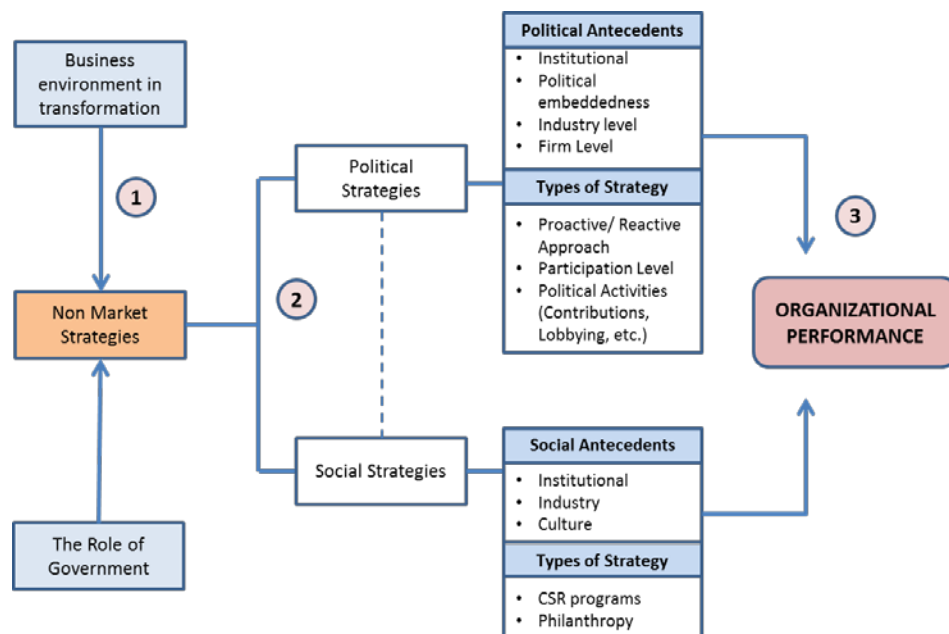 Business
environment in
transformation
1
Non Market
Strategies
The Role of
Government
2
Political
Strategies
Social Strategies
Political Antecedents
• Institutional
• Political
embeddedness
• Industry level
• Firm Level
Types of Strategy
• Proactive/ Reactive
Approach
• Participation Level
• Political Activities
(Contributions,
Lobbying, etc.)
Social Antecedents
• Institutional
• Industry
• Culture
Types of Strategy
• CSR programs
• Philanthropy
3
ORGANIZATIONAL
PERFORMANCE